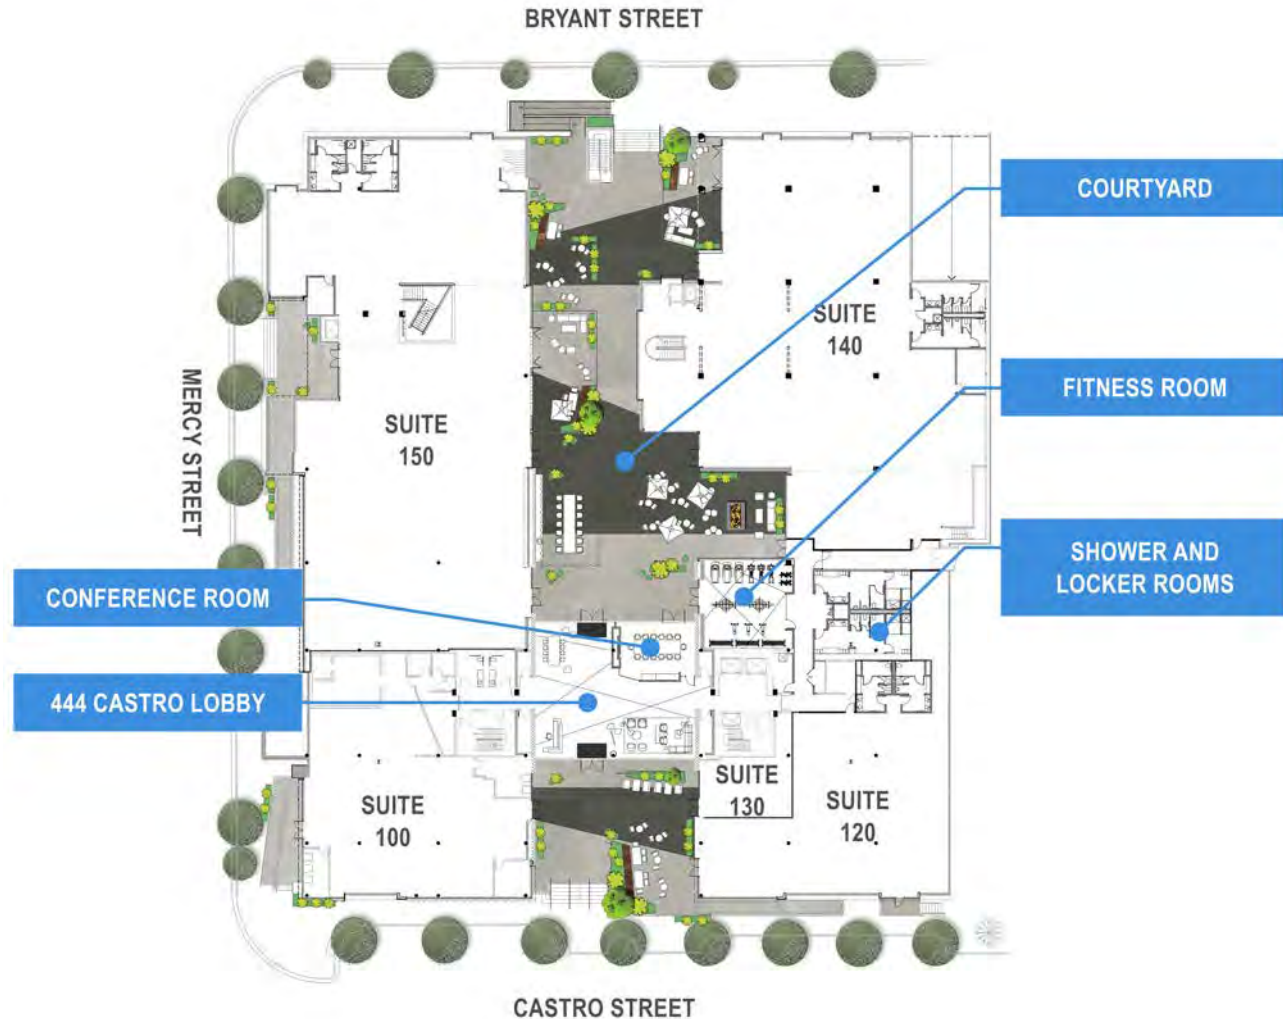 BRYANT STREET
COURTYARD
SUITE
140
FITNESS ROOM
MERCY STREET
SUITE
150
SHOWER AND
LOCKER ROOMS
CONFERENCE ROOM
444 CASTRO LOBBY
SUITE
130
SUITE
120
SUITE
100
CASTRO STREET